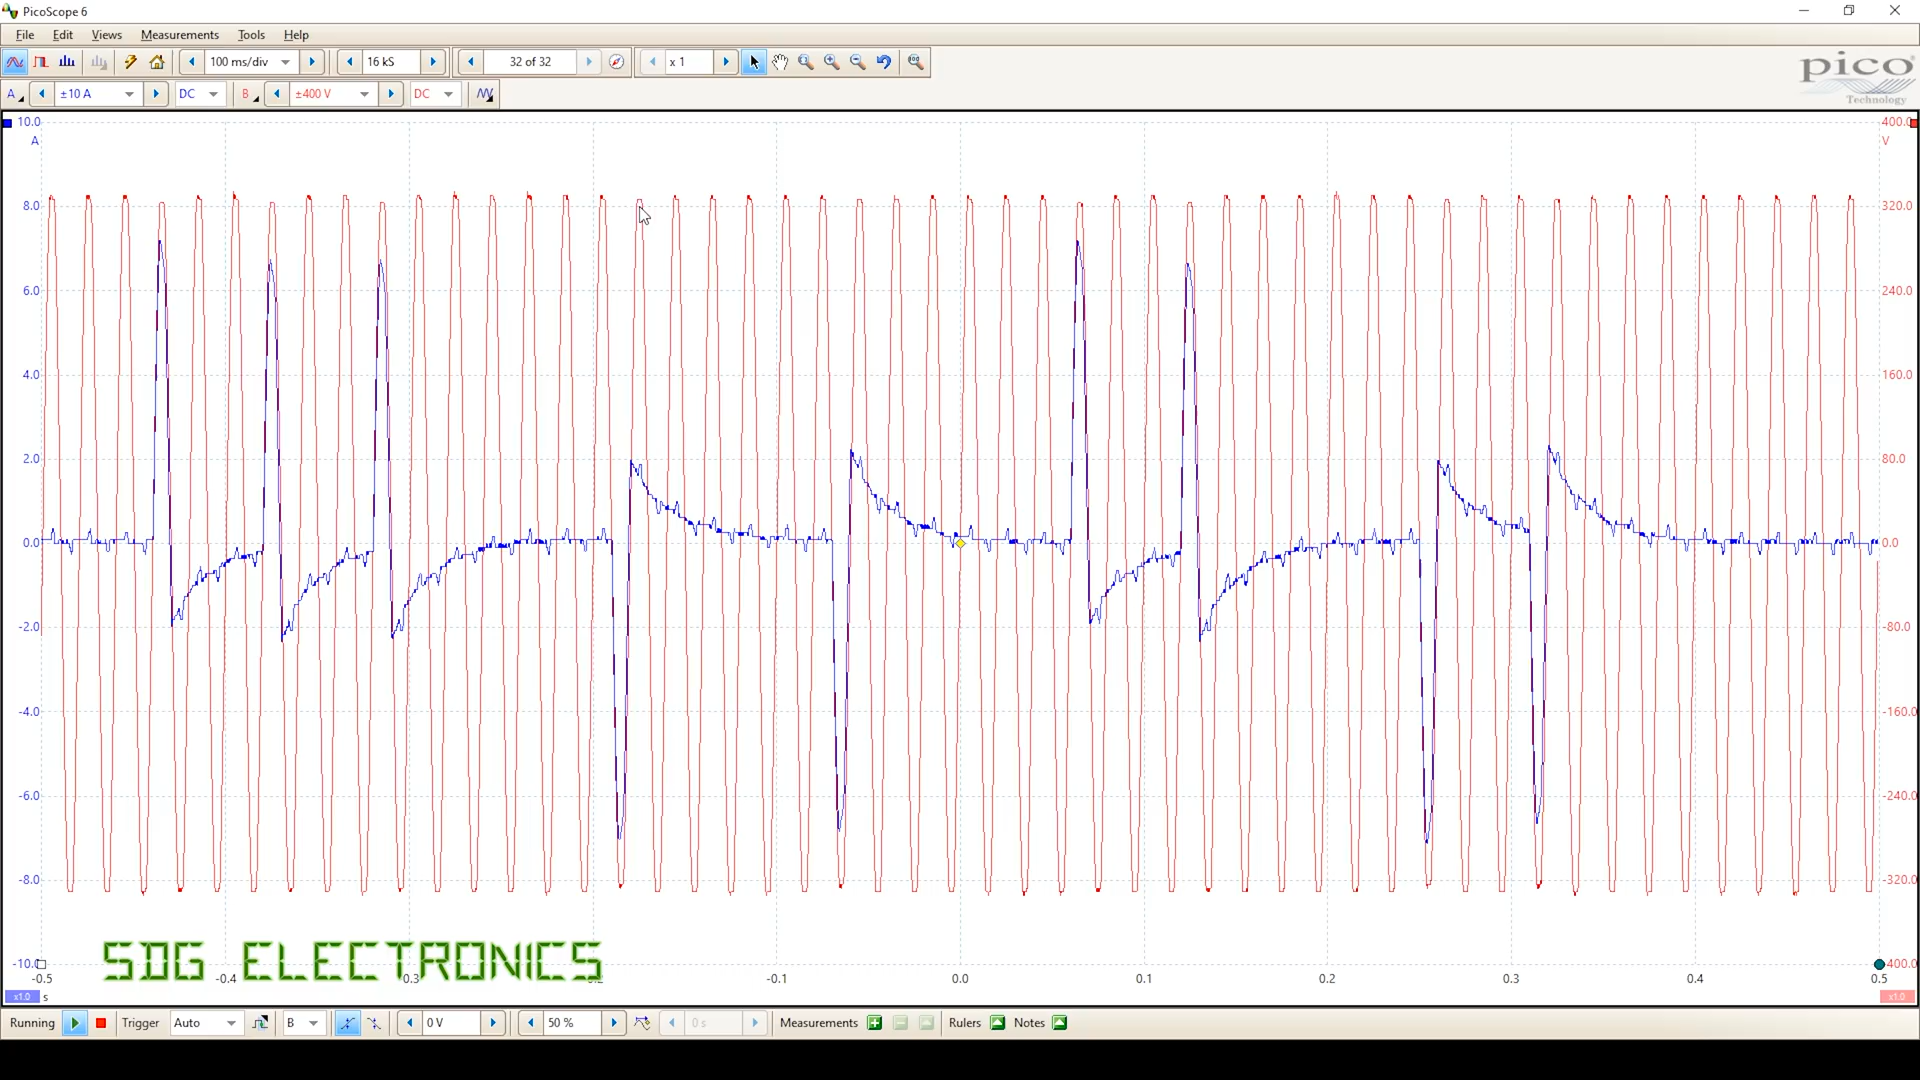 PicoScope 6
File Edit Views Measurements Tools Help
100 ms/div 16 kS 32 of 32 x 1
A ±10 A DC B ±400 V DC
pico
Technology
10.0 400.0
A V
8.0 320.0
6.0 240.0
4.0 160.0
2.0 80.0
0.0 0.0
-2.0 -80.0
-4.0 -160.0
-6.0 -240.0
-8.0 -320.0
SDG ELECTRONICS
-10.0 -400.0
-0.5 -0.4 -0.1 0.0 0.1 0.2 0.3 0.4 0.5
x1.0 s x1.0
Running Trigger Auto B 0 V 50 % 0 s Measurements Rulers Notes